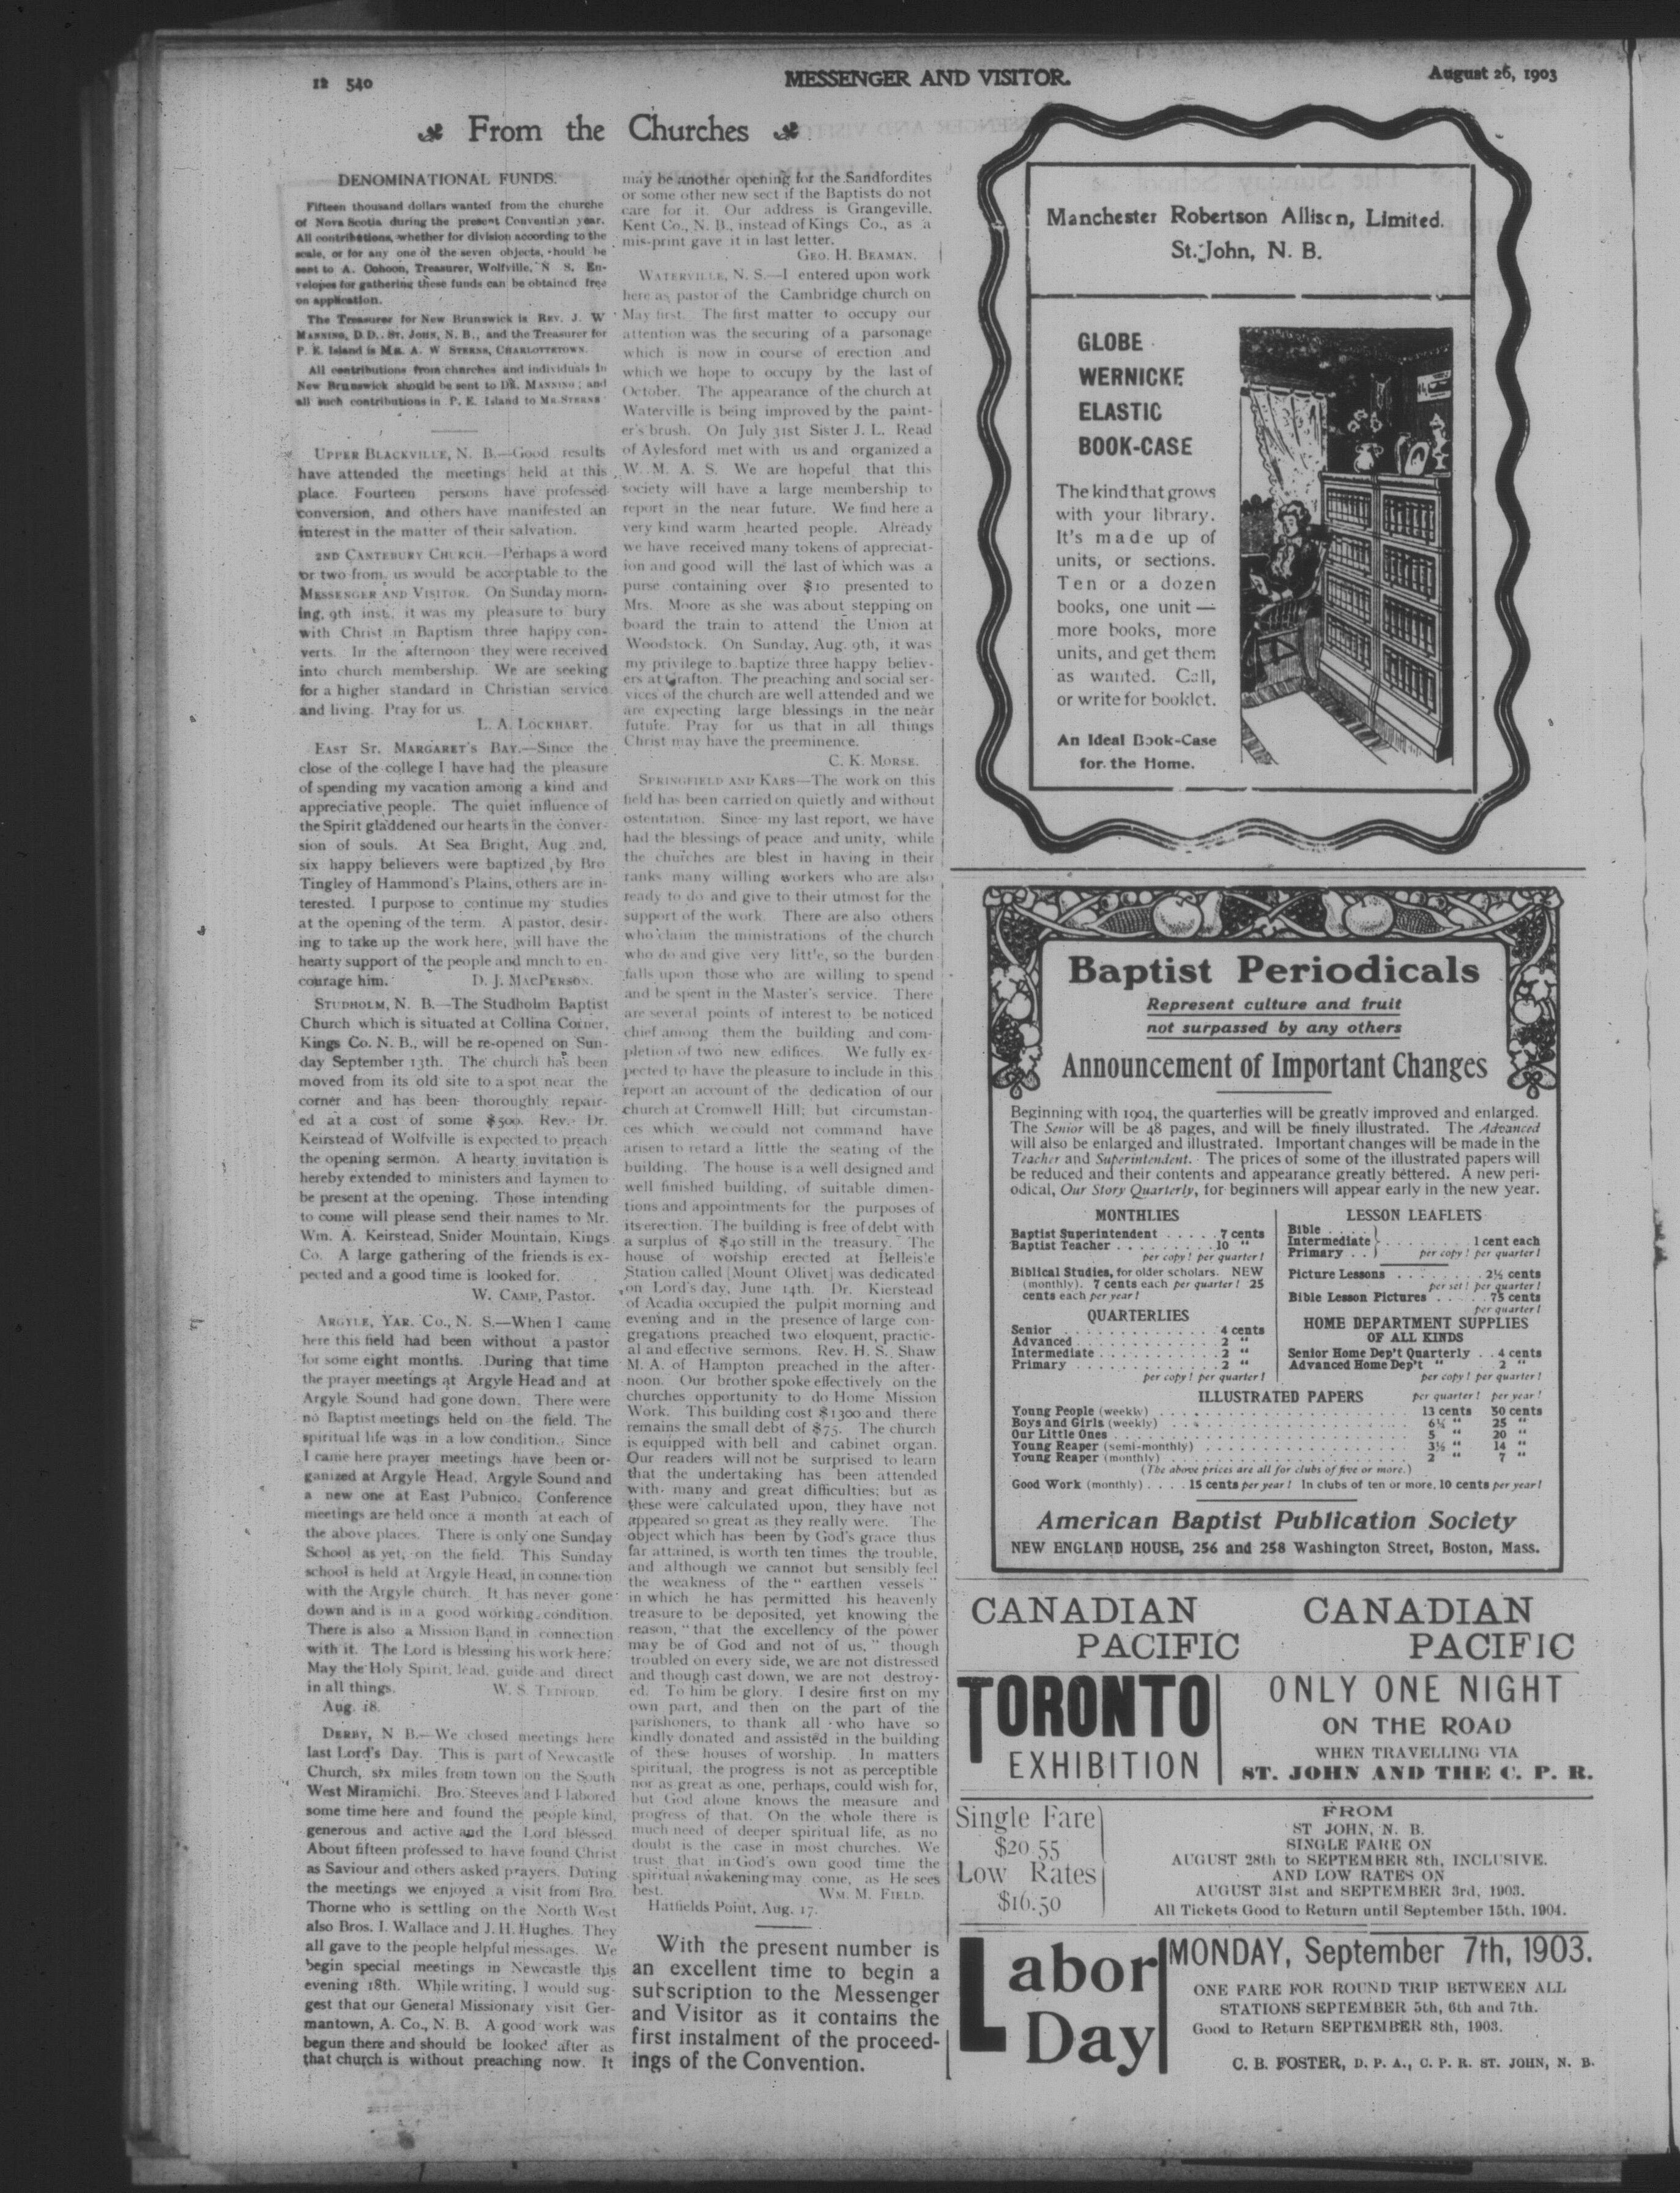 12 540
MESSENGER AND VISITOR.
August 26, 1903
From the Churches
DENOMINATIONAL FUNDS.
Fifteen thousand dollars wanted from the churche
of Nova Scotia during the present Convention year.
All contributions, whether for division according to the
scale, or for any one of the seven objects, should be
sent to A. Cohoon, Treasurer, Wolfville, N S. En-
velopes for gathering these funds can be obtained free
on application.
The Treasurer for New Brunswick is REV. J. W
MANNING, D.D., ST. JOHN, N. B., and the Treasurer for
P. E. Island is MR. A. W STERNS, CHARLOTTETOWN.
All contributions from churches and individuals in
New Brunswick should be sent to DR. MANNING; and
all such contributions in P. E. Island to MR. STERNS
UPPER BLACKVILLE, N. B.—Good results
have attended the meetings held at this
place. Fourteen persons have professed
conversion, and others have manifested an
interest in the matter of their salvation.
2ND CANTEBURY CHURCH.—Perhaps a word
or two from us would be acceptable to the
MESSENGER AND VISITOR. On Sunday morn-
ing, 9th inst., it was my pleasure to bury
with Christ in Baptism three happy con-
verts. In the afternoon they were received
into church membership. We are seeking
for a higher standard in Christian service
and living. Pray for us.
L. A. LOCKHART.
EAST ST. MARGARET'S BAY.—Since the
close of the college I have had the pleasure
of spending my vacation among a kind and
appreciative people. The quiet influence of
the Spirit gladdened our hearts in the conver-
sion of souls. At Sea Bright, Aug 2nd,
six happy believers were baptized by Bro
Tingley of Hammond's Plains, others are in-
terested. I purpose to continue my studies
at the opening of the term. A pastor, desir-
ing to take up the work here, will have the
hearty support of the people and mnch to en-
courage him. D. J. MACPERSON.
STUDHOLM, N. B.—The Studholm Baptist
Church which is situated at Collina Corner,
Kings Co. N. B., will be re-opened on Sun-
day September 13th. The church has been
moved from its old site to a spot near the
corner and has been thoroughly repair-
ed at a cost of some $500. Rev. Dr.
Keirstead of Wolfville is expected to preach
the opening sermon. A hearty invitation is
hereby extended to ministers and laymen to
be present at the opening. Those intending
to come will please send their names to Mr.
Wm. A. Keirstead, Snider Mountain, Kings
Co. A large gathering of the friends is ex-
pected and a good time is looked for.
W. CAMP, Pastor.
ARGYLE, YAR. CO., N. S.—When I came
here this field had been without a pastor
for some eight months. During that time
the prayer meetings at Argyle Head and at
Argyle Sound had gone down. There were
no Baptist meetings held on the field. The
spiritual life was in a low condition. Since
I came here prayer meetings have been or-
ganized at Argyle Head, Argyle Sound and
a new one at East Pubnico. Conference
meetings are held once a month at each of
the above places. There is only one Sunday
School as yet, on the field. This Sunday
school is held at Argyle Head, in connection
with the Argyle church. It has never gone
down and is in a good working condition.
There is also a Mission Band in connection
with it. The Lord is blessing his work here.
May the Holy Spirit, lead, guide and direct
in all things. W. S. TEDFORD.
Aug. 18.
DERBY, N B.—We closed meetings here
last Lord's Day. This is part of Newcastle
Church, six miles from town on the South
West Miramichi. Bro. Steeves and I labored
some time here and found the people kind,
generous and active and the Lord blessed.
About fifteen professed to have found Christ
as Saviour and others asked prayers. During
the meetings we enjoyed a visit from Bro.
Thorne who is settling on the North West
also Bros. I. Wallace and J. H. Hughes. They
all gave to the people helpful messages. We
begin special meetings in Newcastle this
evening 18th. While writing, I would sug-
gest that our General Missionary visit Ger-
mantown, A. Co., N. B. A good work was
begun there and should be looked after as
that church is without preaching now. It
may be another opening for the Sandfordites
or some other new sect if the Baptists do not
care for it. Our address is Grangeville,
Kent Co., N. B., instead of Kings Co., as a
mis-print gave it in last letter.
GEO. H. BEAMAN.
WATERVILLE, N. S.—I entered upon work
here as pastor of the Cambridge church on
May first. The first matter to occupy our
attention was the securing of a parsonage
which is now in course of erection and
which we hope to occupy by the last of
October. The appearance of the church at
Waterville is being improved by the paint-
er's brush. On July 31st Sister J. L. Read
of Aylesford met with us and organized a
W. M. A. S. We are hopeful that this
society will have a large membership to
report in the near future. We find here a
very kind warm hearted people. Already
we have received many tokens of appreciat-
ion and good will the last of which was a
purse containing over $10 presented to
Mrs. Moore as she was about stepping on
board the train to attend the Union at
Woodstock. On Sunday, Aug. 9th, it was
my privilege to baptize three happy believ-
ers at Grafton. The preaching and social ser-
vices of the church are well attended and we
are expecting large blessings in the near
future. Pray for us that in all things
Christ may have the preeminence.
C. K. MORSE.
SPRINGFIELD AND KARS—The work on this
field has been carried on quietly and without
ostentation. Since my last report, we have
had the blessings of peace and unity, while
the churches are blest in having in their
ranks many willing workers who are also
ready to do and give to their utmost for the
support of the work. There are also others
who claim the ministrations of the church
who do and give very little, so the burden
falls upon those who are willing to spend
and be spent in the Master's service. There
are several points of interest to be noticed
chief among them the building and com-
pletion of two new edifices. We fully ex-
pected to have the pleasure to include in this
report an account of the dedication of our
church at Cromwell Hill; but circumstan-
ces which we could not command have
arisen to retard a little the seating of the
building. The house is a well designed and
well finished building, of suitable dimen-
tions and appointments for the purposes of
its erection. The building is free of debt with
a surplus of $40 still in the treasury. The
house of worship erected at Belleisle
Station called [Mount Olivet] was dedicated
on Lord's day, June 14th. Dr. Kierstead
of Acadia occupied the pulpit morning and
evening and in the presence of large con-
gregations preached two eloquent, practic-
al and effective sermons. Rev. H. S. Shaw
M. A. of Hampton preached in the after-
noon. Our brother spoke effectively on the
churches opportunity to do Home Mission
Work. This building cost $1300 and there
remains the small debt of $75. The church
is equipped with bell and cabinet organ.
Our readers will not be surprised to learn
that the undertaking has been attended
with many and great difficulties; but as
these were calculated upon, they have not
appeared so great as they really were. The
object which has been by God's grace thus
far attained, is worth ten times the trouble,
and although we cannot but sensibly feel
the weakness of the "earthen vessels"
in which he has permitted his heavenly
treasure to be deposited, yet knowing the
reason, "that the excellency of the power
may be of God and not of us," though
troubled on every side, we are not distressed
and though cast down, we are not destroy-
ed. To him be glory. I desire first on my
own part, and then on the part of the
parishoners, to thank all who have so
kindly donated and assisted in the building
of these houses of worship. In matters
spiritual, the progress is not as perceptible
nor as great as one, perhaps, could wish for,
but God alone knows the measure and
progress of that. On the whole there is
much need of deeper spiritual life, as no
doubt is the case in most churches. We
trust that in God's own good time the
spiritual awakening may come, as He sees
best. WM. M. FIELD.
Hatfields Point, Aug. 17.
With the present number is
an excellent time to begin a
subscription to the Messenger
and Visitor as it contains the
first instalment of the proceed-
ings of the Convention.
Manchester Robertson Allison, Limited.
St. John, N. B.
GLOBE
WERNICKE
ELASTIC
BOOK-CASE
The kind that grows
with your library.
It's made up of
units, or sections.
Ten or a dozen
books, one unit—
more books, more
units, and get them
as wanted. Call,
or write for booklet.
An Ideal Book-Case
for the Home.
Baptist Periodicals
Represent culture and fruit
not surpassed by any others
Announcement of Important Changes
Beginning with 1904, the quarterlies will be greatly improved and enlarged.
The Senior will be 48 pages, and will be finely illustrated. The Advanced
will also be enlarged and illustrated. Important changes will be made in the
Teacher and Superintendent. The prices of some of the illustrated papers will
be reduced and their contents and appearance greatly bettered. A new peri-
odical, Our Story Quarterly, for beginners will appear early in the new year.
MONTHLIES
Baptist Superintendent . . . . . 7 cents
Baptist Teacher . . . . . . . . 10 "
per copy! per quarter!
Biblical Studies, for older scholars. NEW
(monthly). 7 cents each per quarter! 25
cents each per year!
QUARTERLIES
Senior . . . . . . . . . . . . . 4 cents
Advanced . . . . . . . . . . . . 2 "
Intermediate . . . . . . . . . . 2 "
Primary . . . . . . . . . . . . 2 "
per copy! per quarter!
LESSON LEAFLETS
Bible . . . .
Intermediate } . . . . . . . . 1 cent each
Primary . . per copy! per quarter!
Picture Lessons . . . . . . . . 2½ cents
per set! per quarter!
Bible Lesson Pictures . . . . . 75 cents
per quarter!
HOME DEPARTMENT SUPPLIES
OF ALL KINDS
Senior Home Dep't Quarterly . . 4 cents
Advanced Home Dep't " 2 "
per copy! per quarter!
ILLUSTRATED PAPERS per quarter! per year!
Young People (weekly) . . . . . . 13 cents 50 cents
Boys and Girls (weekly) . . . . . . 6¼ " 25 "
Our Little Ones . . . . . . 5 " 20 "
Young Reaper (semi-monthly) . . . . . . 3½ " 14 "
Young Reaper (monthly) . . . . . . 2 " 7 "
(The above prices are all for clubs of five or more.)
Good Work (monthly) . . . . 15 cents per year! In clubs of ten or more, 10 cents per year!
American Baptist Publication Society
NEW ENGLAND HOUSE, 256 and 258 Washington Street, Boston, Mass.
CANADIAN
PACIFIC
CANADIAN
PACIFIC
TORONTO
EXHIBITION
ONLY ONE NIGHT
ON THE ROAD
WHEN TRAVELLING VIA
ST. JOHN AND THE C. P. R.
Single Fare
$20.55
Low Rates
$16.50
FROM
ST JOHN, N. B.
SINGLE FARE ON
AUGUST 28th to SEPTEMBER 8th, INCLUSIVE.
AND LOW RATES ON
AUGUST 31st and SEPTEMBER 3rd, 1903.
All Tickets Good to Return until September 15th, 1904.
Labor
Day
MONDAY, September 7th, 1903.
ONE FARE FOR ROUND TRIP BETWEEN ALL
STATIONS SEPTEMBER 5th, 6th and 7th.
Good to Return SEPTEMBER 8th, 1903.
C. B. FOSTER, D. P. A., C. P. R. ST. JOHN, N. B.